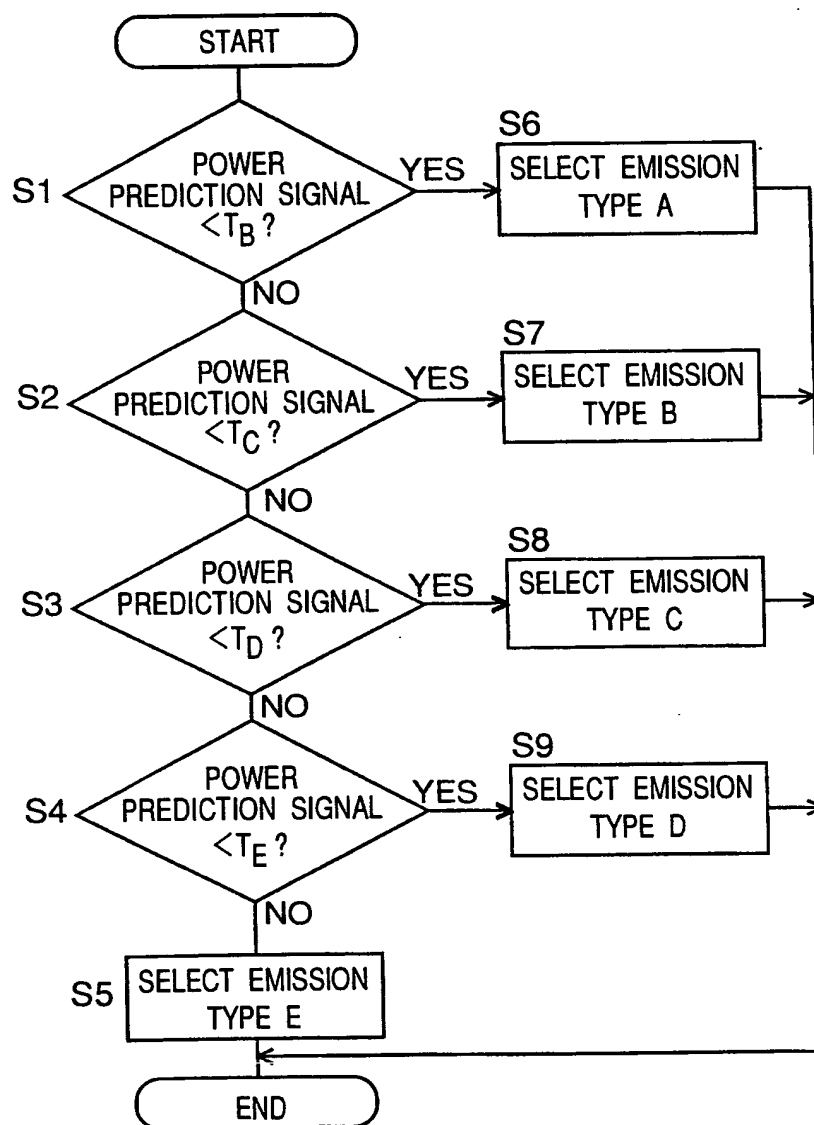 START
S1
POWER
PREDICTION SIGNAL
<TB ?
YES
S6
SELECT EMISSION
TYPE A
NO
S2
POWER
PREDICTION SIGNAL
<TC ?
YES
S7
SELECT EMISSION
TYPE B
NO
S3
POWER
PREDICTION SIGNAL
<TD ?
YES
S8
SELECT EMISSION
TYPE C
NO
S4
POWER
PREDICTION SIGNAL
<TE ?
YES
S9
SELECT EMISSION
TYPE D
NO
S5
SELECT EMISSION
TYPE E
END